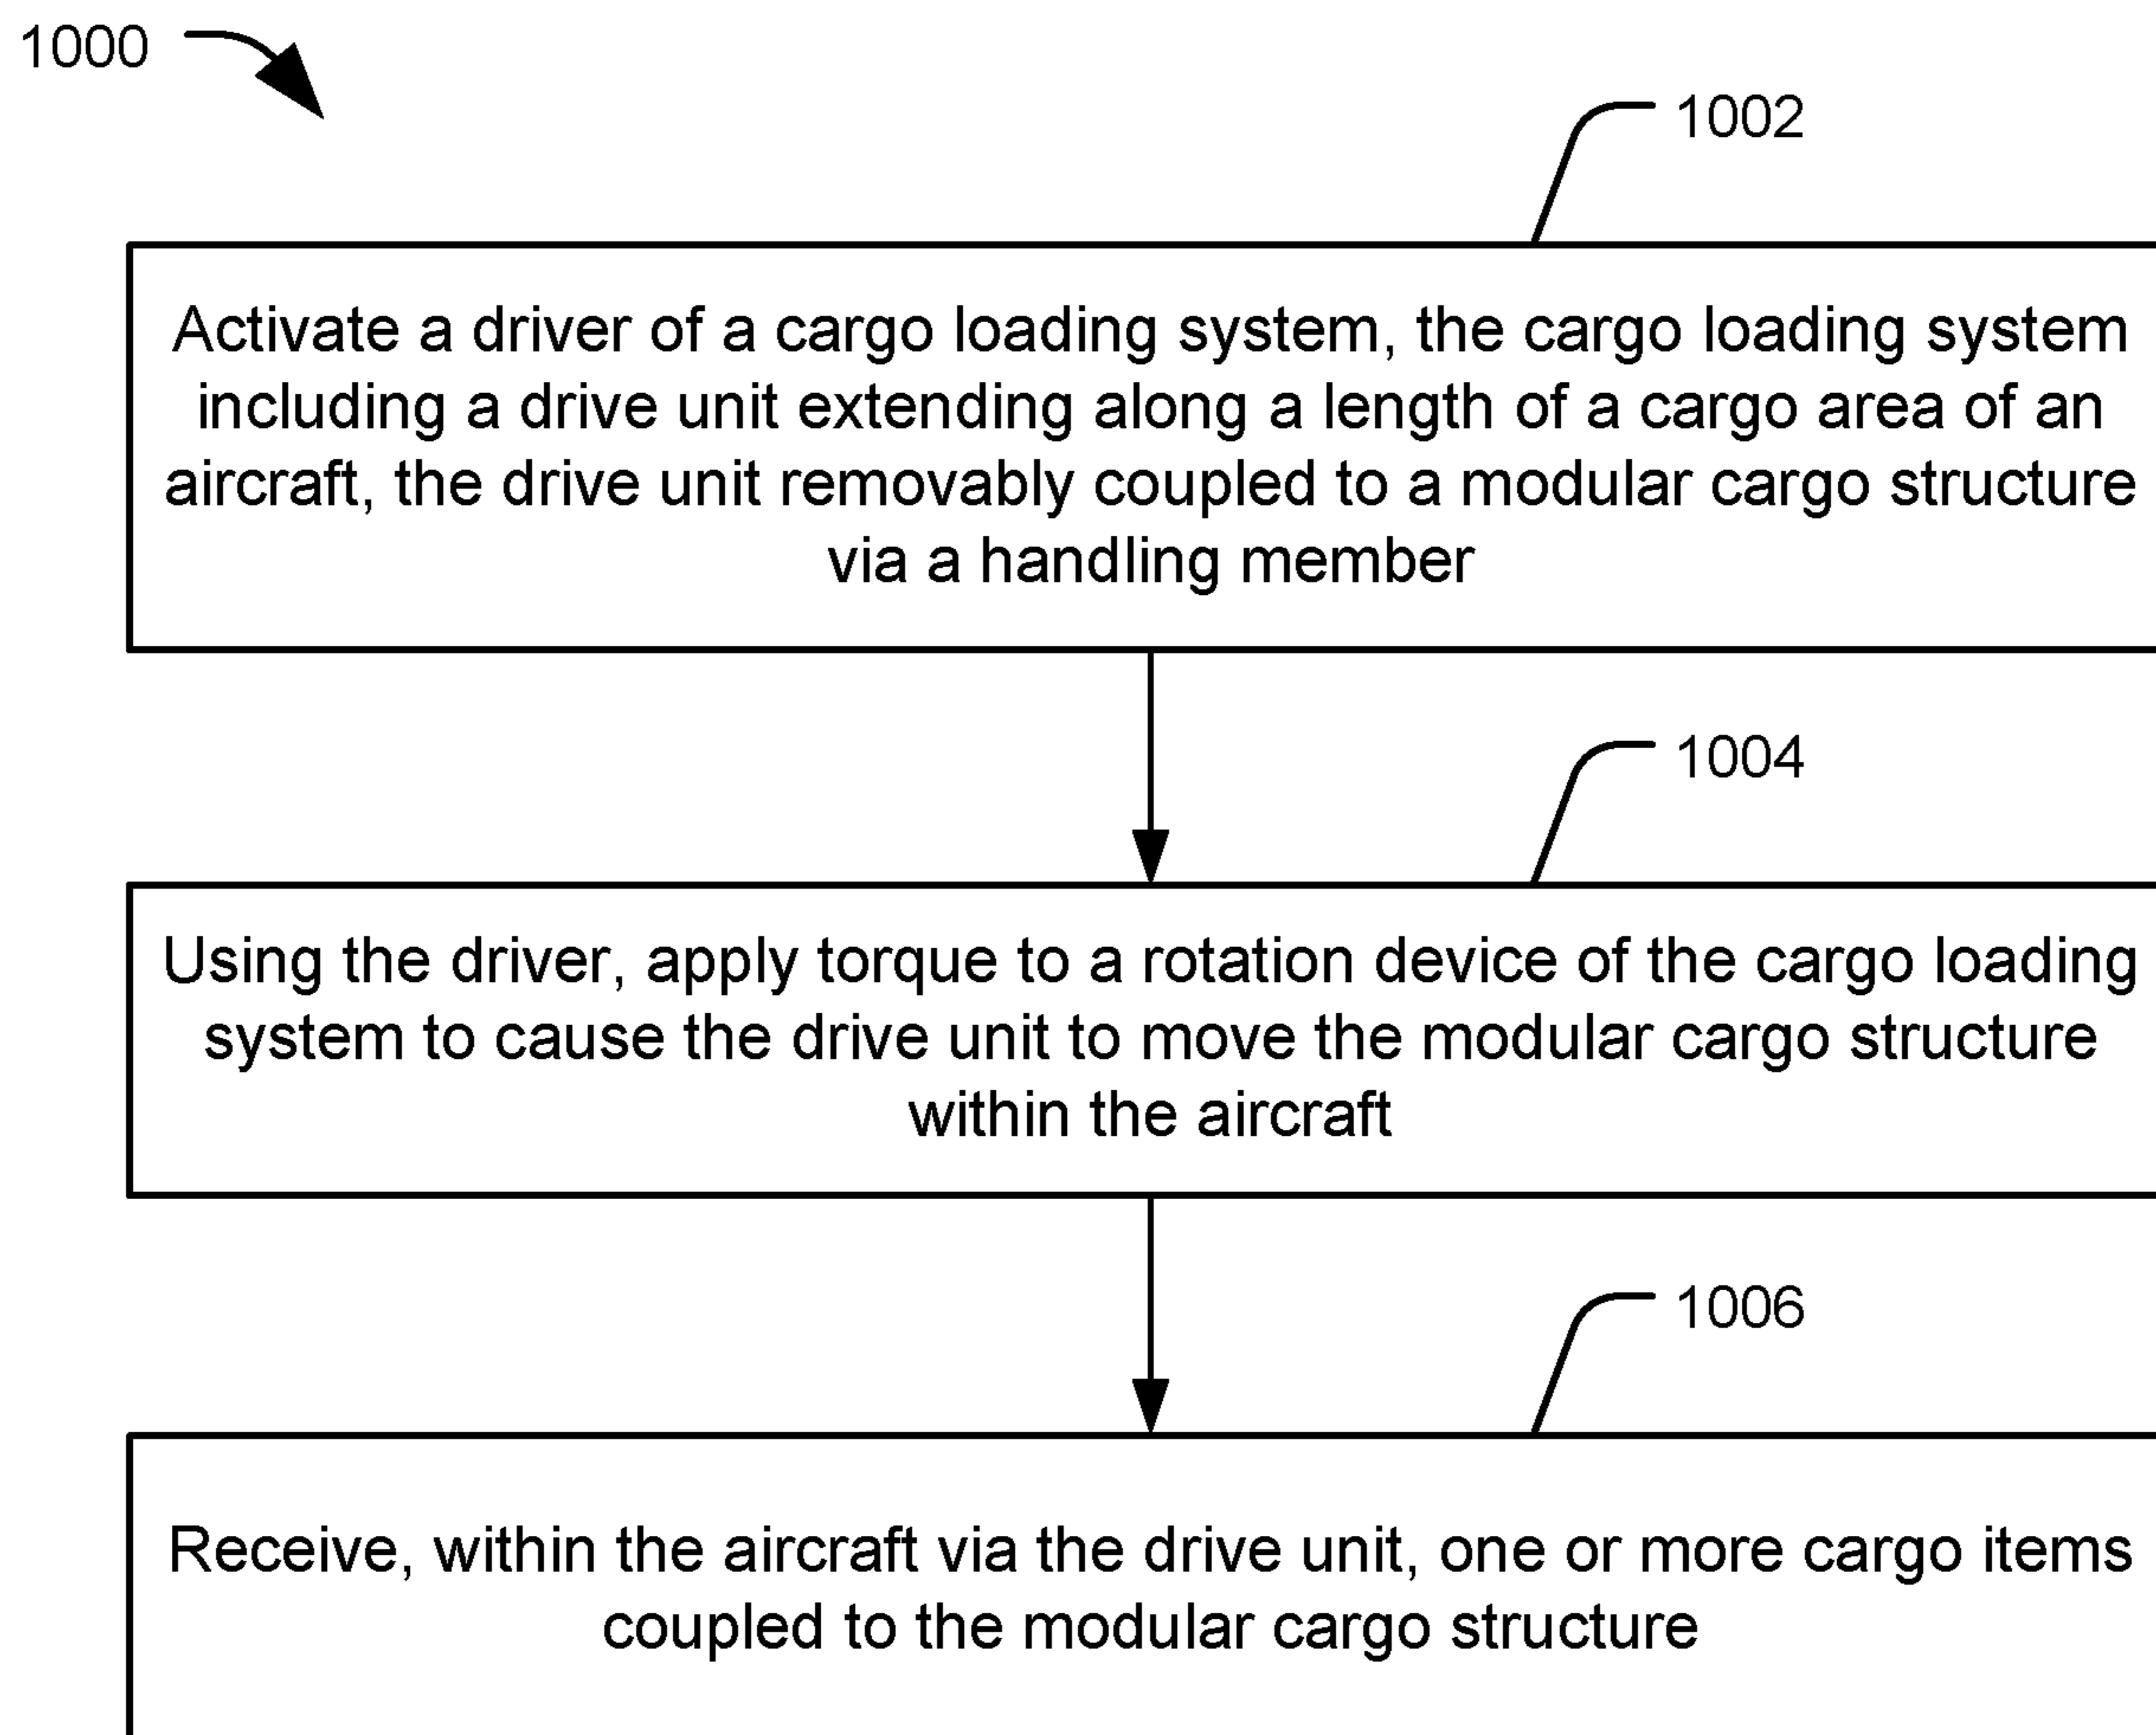 1000
1002
Activate a driver of a cargo loading system, the cargo loading system
including a drive unit extending along a length of a cargo area of an
aircraft, the drive unit removably coupled to a modular cargo structure
via a handling member
1004
Using the driver, apply torque to a rotation device of the cargo loading
system to cause the drive unit to move the modular cargo structure
within the aircraft
1006
Receive, within the aircraft via the drive unit, one or more cargo items
coupled to the modular cargo structure